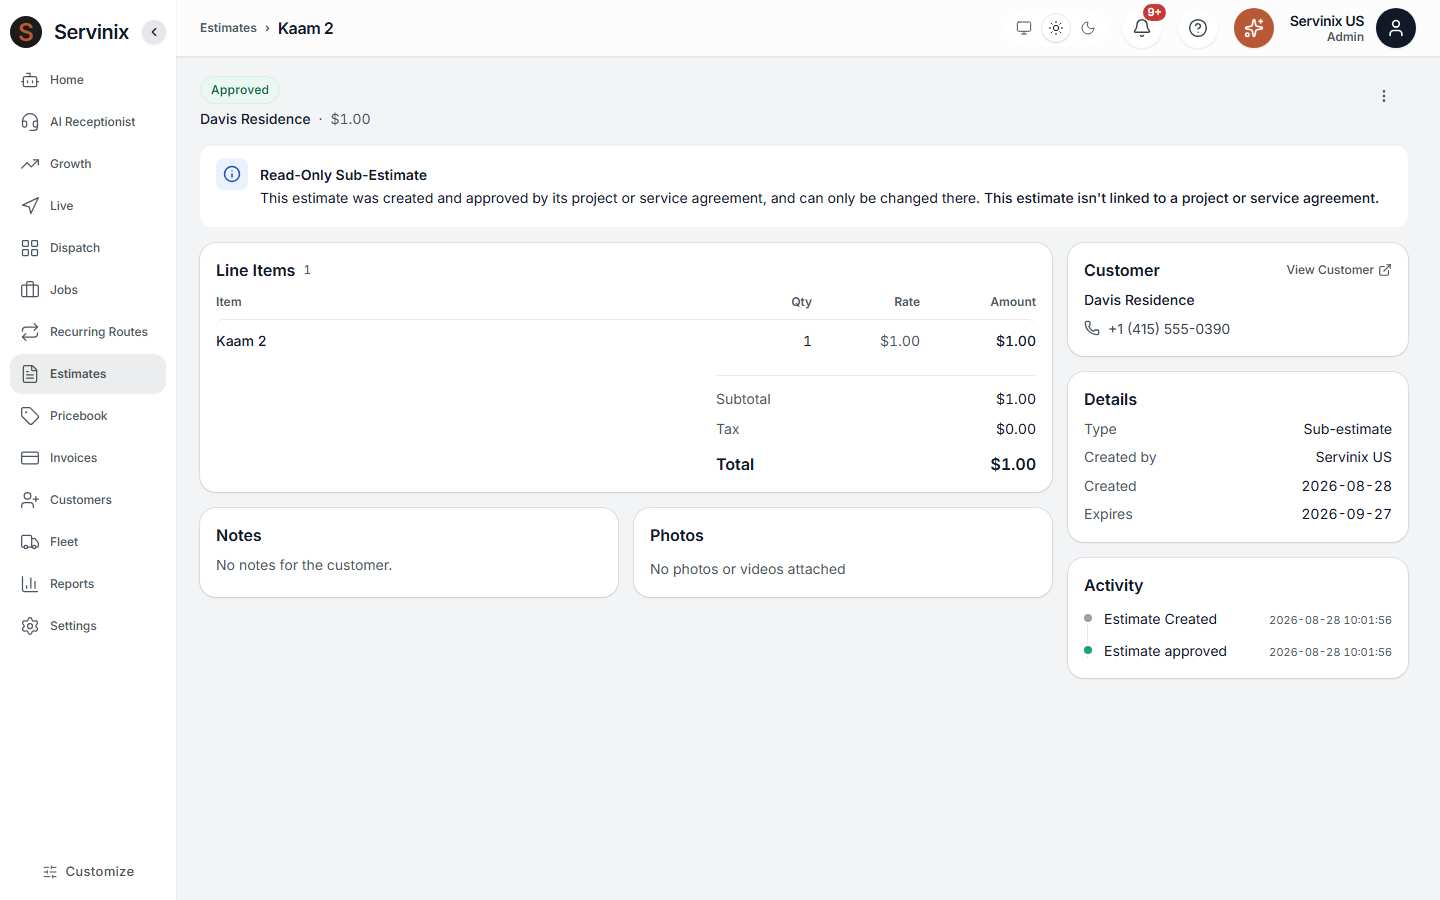 S Servinix
Estimates › Kaam 2
9+
Servinix US
Admin
Home
AI Receptionist
Growth
Live
Dispatch
Jobs
Recurring Routes
Estimates
Pricebook
Invoices
Customers
Fleet
Reports
Settings
Customize
Approved
Davis Residence · $1.00
Read-Only Sub-Estimate
This estimate was created and approved by its project or service agreement, and can only be changed there. This estimate isn't linked to a project or service agreement.
Line Items 1
Item Qty Rate Amount
Kaam 2 1 $1.00 $1.00
Subtotal $1.00
Tax $0.00
Total $1.00
Notes
No notes for the customer.
Photos
No photos or videos attached
Customer View Customer
Davis Residence
+1 (415) 555-0390
Details
Type Sub-estimate
Created by Servinix US
Created 2026-08-28
Expires 2026-09-27
Activity
Estimate Created 2026-08-28 10:01:56
Estimate approved 2026-08-28 10:01:56